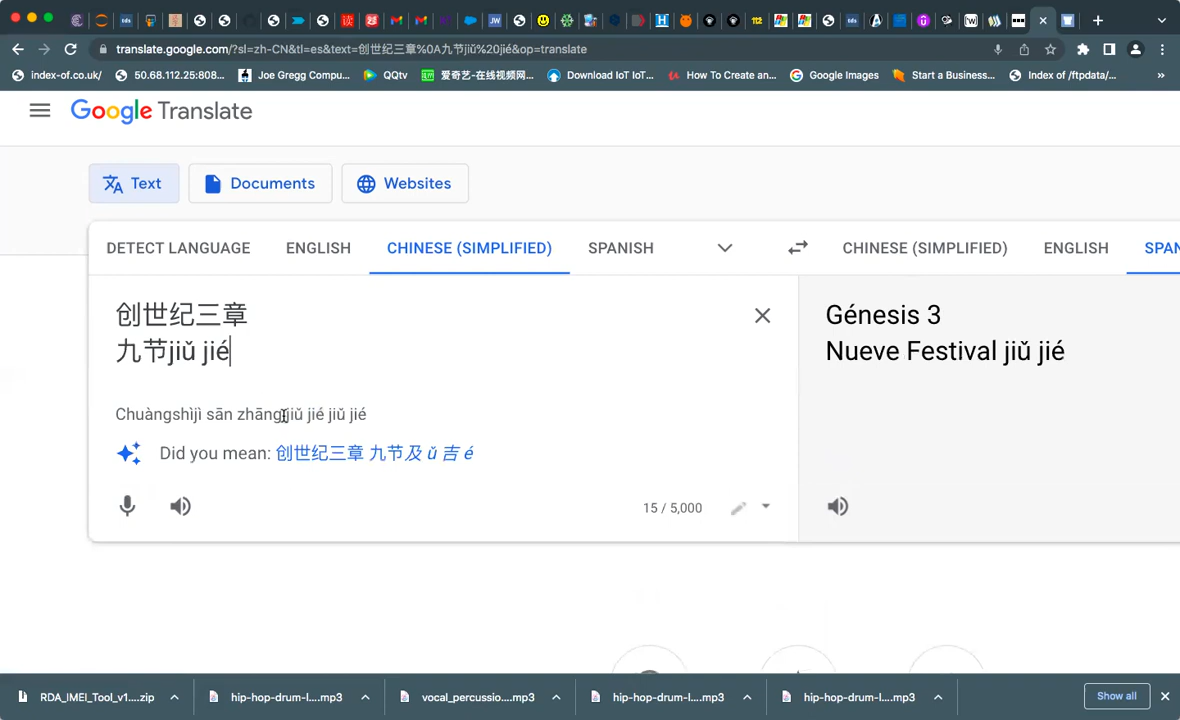 translate.google.com/?sl=zh-CN&tl=es&text=创世纪三章%0A九节jiǔ%20jié&op=translate
index-of.co.uk/
50.68.112.25:808...
Joe Gregg Compu...
QQtv
爱奇艺-在线视频网...
Download IoT IoT...
How To Create an...
Google Images
Start a Business...
Index of /ftpdata/...
»
Google Translate
Text
Documents
Websites
DETECT LANGUAGE
ENGLISH
CHINESE (SIMPLIFIED)
SPANISH
CHINESE (SIMPLIFIED)
ENGLISH
SPAN
创世纪三章
九节jiǔ jié
Chuàngshìjì sān zhāng jiǔ jié jiǔ jié
Did you mean: 创世纪三章 九节及 ǔ 吉 é
15 / 5,000
Génesis 3
Nueve Festival jiǔ jié
RDA_IMEI_Tool_v1....zip
hip-hop-drum-l....mp3
vocal_percussio....mp3
hip-hop-drum-l....mp3
hip-hop-drum-l....mp3
Show all